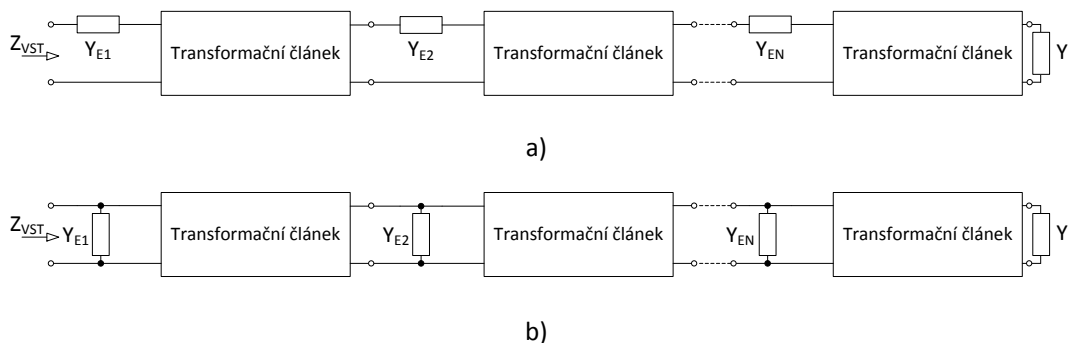 Z_VST
Y_E1
Transformační článek
Y_E2
Transformační článek
Y_EN
Transformační článek
Y
a)
Z_VST
Y_E1
Transformační článek
Y_E2
Transformační článek
Y_EN
Transformační článek
Y
b)